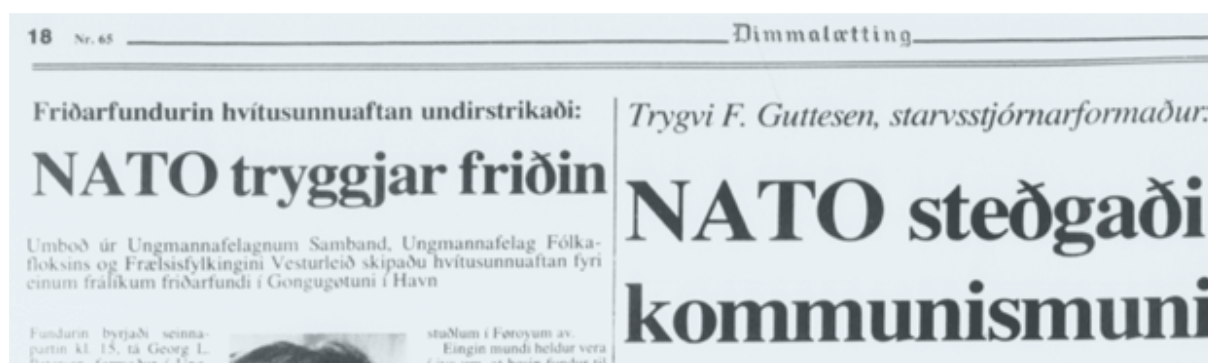 18 Nr. 65 Dimmalætting
Friðarfundurin hvítusunnuaftan undirstrikaði:
NATO tryggjar friðin
Umboð úr Ungmannafelagnum Samband, Ungmannafelag Fólka-
floksins og Frælsisfylkingini Vesturleið skipaðu hvítusunnuaftan fyri
einum frálíkum friðarfundi í Gongugøtuni í Havn
Fundurin byrjaði seinna-
partin kl. 15, tá Georg L.
stuðlum í Føroyum av.
Eingin mundi heldur vera
Trygvi F. Guttesen, starvsstjórnarformaður:
NATO steðgaði
kommunismuni